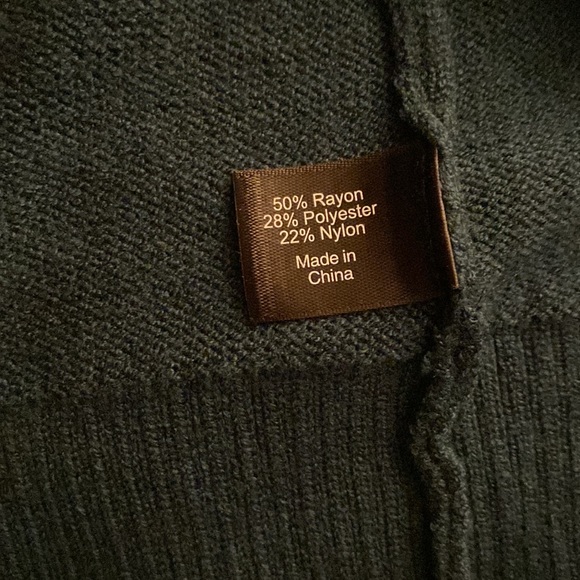 50% Rayon
28% Polyester
22% Nylon
Made in
China